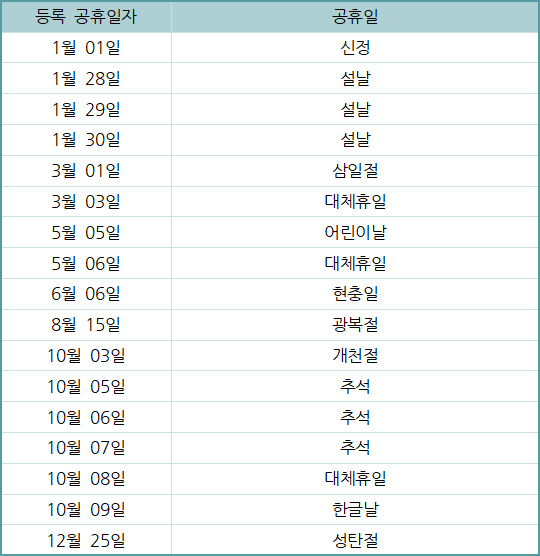 등록 공휴일자 공휴일
1월 01일 신정
1월 28일 설날
1월 29일 설날
1월 30일 설날
3월 01일 삼일절
3월 03일 대체휴일
5월 05일 어린이날
5월 06일 대체휴일
6월 06일 현충일
8월 15일 광복절
10월 03일 개천절
10월 05일 추석
10월 06일 추석
10월 07일 추석
10월 08일 대체휴일
10월 09일 한글날
12월 25일 성탄절